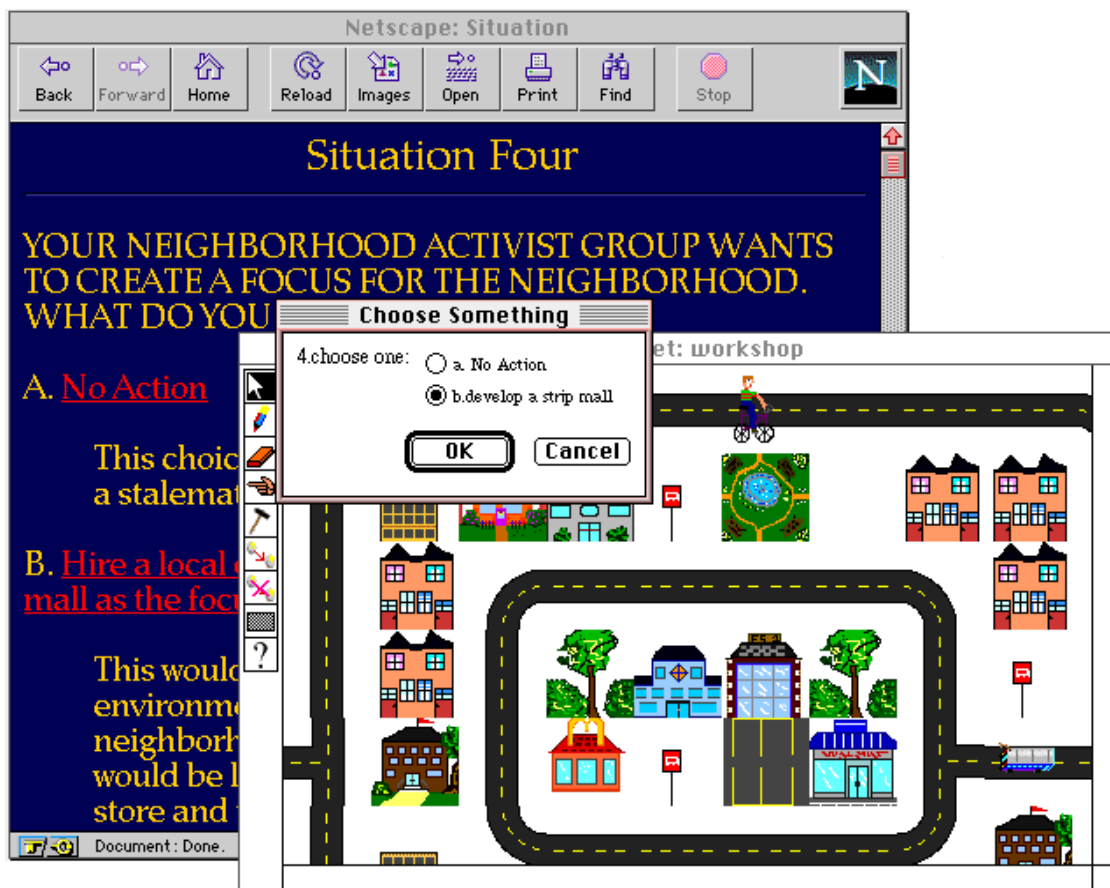 Netscape: Situation
Back Forward Home Reload Images Open Print Find Stop
N
Situation Four
YOUR NEIGHBORHOOD ACTIVIST GROUP WANTS
TO CREATE A FOCUS FOR THE NEIGHBORHOOD.
WHAT DO YOU
Choose Something
4.choose one:
a. No Action
b.develop a strip mall
OK Cancel
et: workshop
A. No Action
This choic
a stalemat
B. Hire a local
mall as the focu
This would
environme
neighborh
would be l
store and
?
Document : Done.